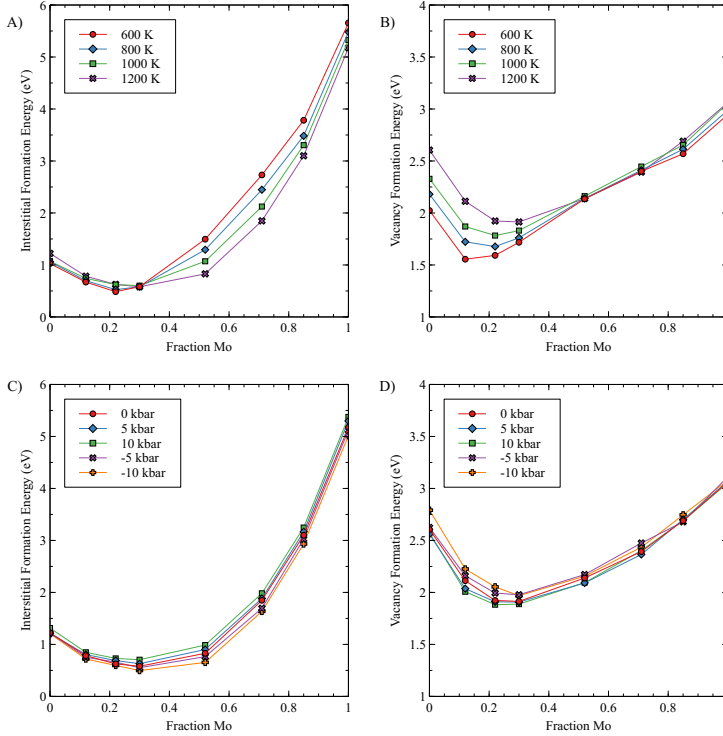 A)
6
5
4
3
2
1
0
Interstitial Formation Energy (eV)
600 K
800 K
1000 K
1200 K
0
0.2
0.4
0.6
0.8
1
Fraction Mo
B)
4
3.5
3
2.5
2
1.5
1
Vacancy Formation Energy (eV)
600 K
800 K
1000 K
1200 K
0
0.2
0.4
0.6
0.8
1
Fraction Mo
C)
6
5
4
3
2
1
0
Interstitial Formation Energy (eV)
0 kbar
5 kbar
10 kbar
-5 kbar
-10 kbar
0
0.2
0.4
0.6
0.8
1
Fraction Mo
D)
4
3.5
3
2.5
2
1.5
1
Vacancy Formation Energy (eV)
0 kbar
5 kbar
10 kbar
-5 kbar
-10 kbar
0
0.2
0.4
0.6
0.8
1
Fraction Mo